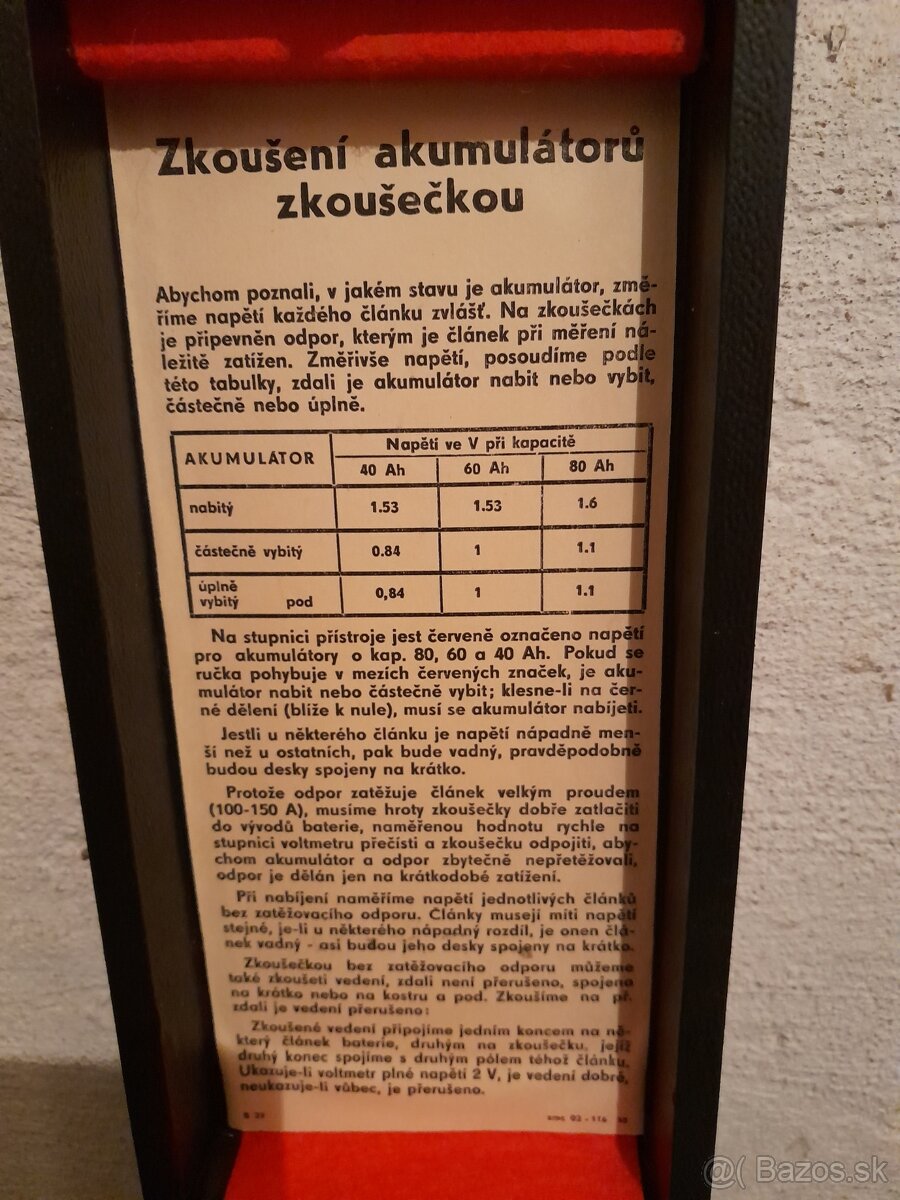 Zkoušení akumulátorů
zkoušečkou
Abychom poznali, v jakém stavu je akumulátor, změ-
říme napětí každého článku zvlášť. Na zkoušečkách
je připevněn odpor, kterým je článek při měření ná-
ležitě zatížen. Změřivše napětí, posoudíme podle
této tabulky, zdali je akumulátor nabit nebo vybit,
částečně nebo úplně.
AKUMULÁTOR Napětí ve V při kapacitě
40 Ah 60 Ah 80 Ah
nabitý 1.53 1.53 1.6
částečně vybitý 0.84 1 1.1
úplně
vybitý pod 0,84 1 1.1
Na stupnici přístroje jest červeně označeno napětí
pro akumulátory o kap. 80, 60 a 40 Ah. Pokud se
ručka pohybuje v mezích červených značek, je aku-
mulátor nabit nebo částečně vybit; klesne-li na čer-
né dělení (blíže k nule), musí se akumulátor nabíjeti.
Jestli u některého článku je napětí nápadně men-
ší než u ostatních, pak bude vadný, pravděpodobně
budou desky spojeny na krátko.
Protože odpor zatěžuje článek velkým proudem
(100-150 A), musíme hroty zkoušečky dobře zatlačiti
do vývodů baterie, naměřenou hodnotu rychle na
stupnici voltmetru přečísti a zkoušečku odpojiti, aby-
chom akumulátor a odpor zbytečně nepřetěžovali,
odpor je dělán jen na krátkodobé zatížení.
Při nabíjení naměříme napětí jednotlivých článků
bez zatěžovacího odporu. Články musejí míti napětí
stejné, je-li u některého nápadný rozdíl, je onen člá-
nek vadný - asi budou jeho desky spojeny na krátko.
Zkoušečkou bez zatěžovacího odporu můžeme
také zkoušeti vedení, zdali není přerušeno, spojeno
na krátko nebo na kostru a pod. Zkoušíme na př.
zdali je vedení přerušeno:
Zkoušené vedení připojíme jedním koncem na ně-
který článek baterie, druhým na zkoušečku, jejíž
druhý konec spojíme s druhým pólem téhož článku.
Ukazuje-li voltmetr plné napětí 2 V, je vedení dobré,
neukazuje-li vůbec, je přerušeno.
@( Bazos.sk